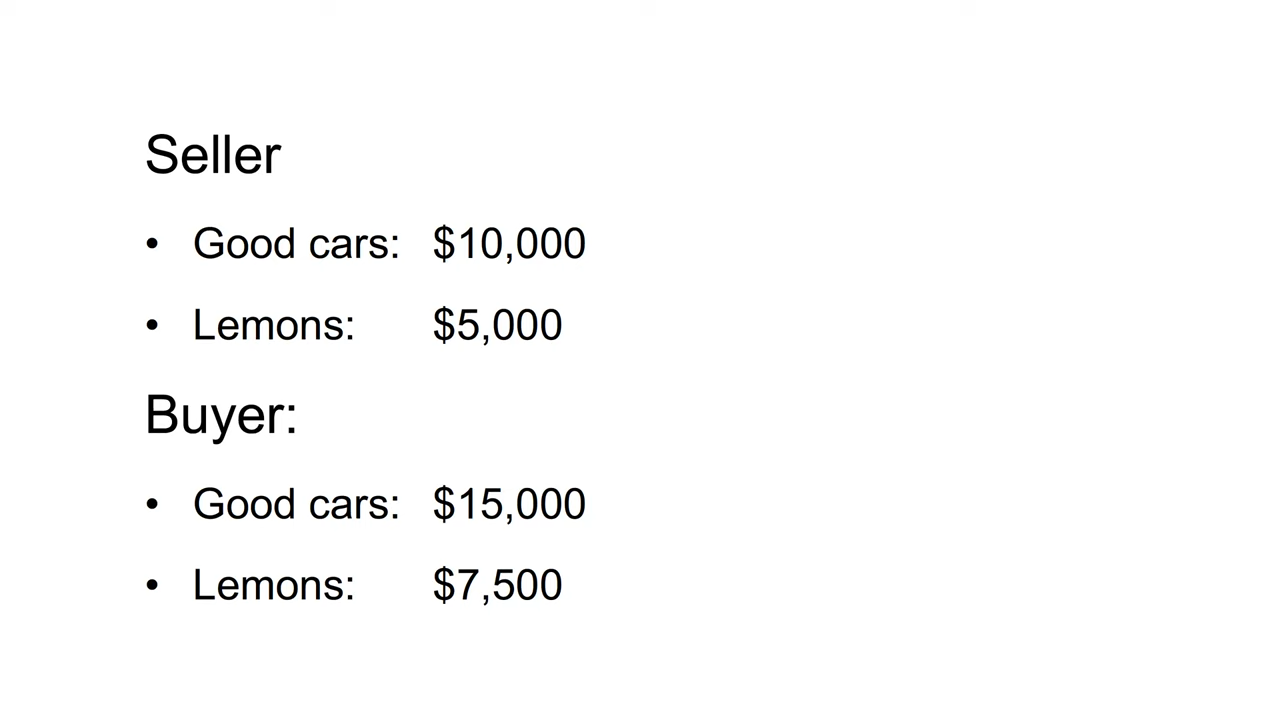 Seller
• Good cars: $10,000
• Lemons: $5,000
Buyer:
• Good cars: $15,000
• Lemons: $7,500